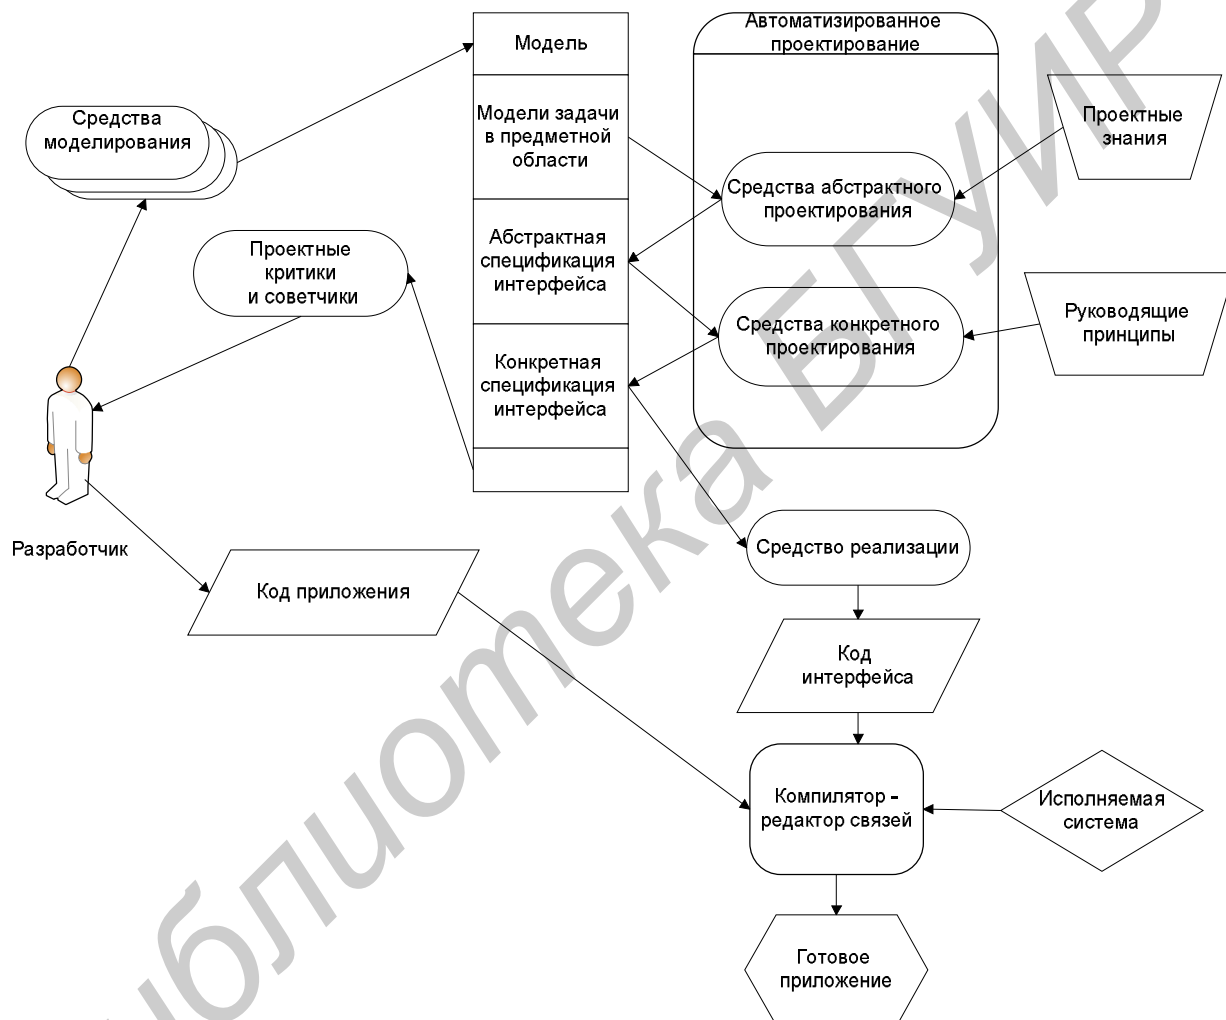 Автоматизированное
проектирование
Модель
Средства
моделирования
Модели задачи
в предметной
области
Проектные
знания
Средства абстрактного
проектирования
Проектные
критики
и советчики
Абстрактная
спецификация
интерфейса
Руководящие
принципы
Средства конкретного
проектирования
Конкретная
спецификация
интерфейса
Разработчик
Средство реализации
Код приложения
Код
интерфейса
Компилятор -
редактор связей
Исполняемая
система
Готовое
приложение
блиотека БГУИР